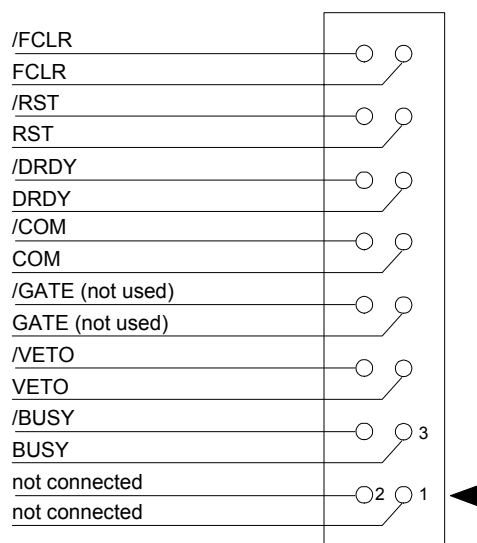 /FCLR
FCLR
/RST
RST
/DRDY
DRDY
/COM
COM
/GATE (not used)
GATE (not used)
/VETO
VETO
/BUSY
3
BUSY
not connected
2 1
not connected